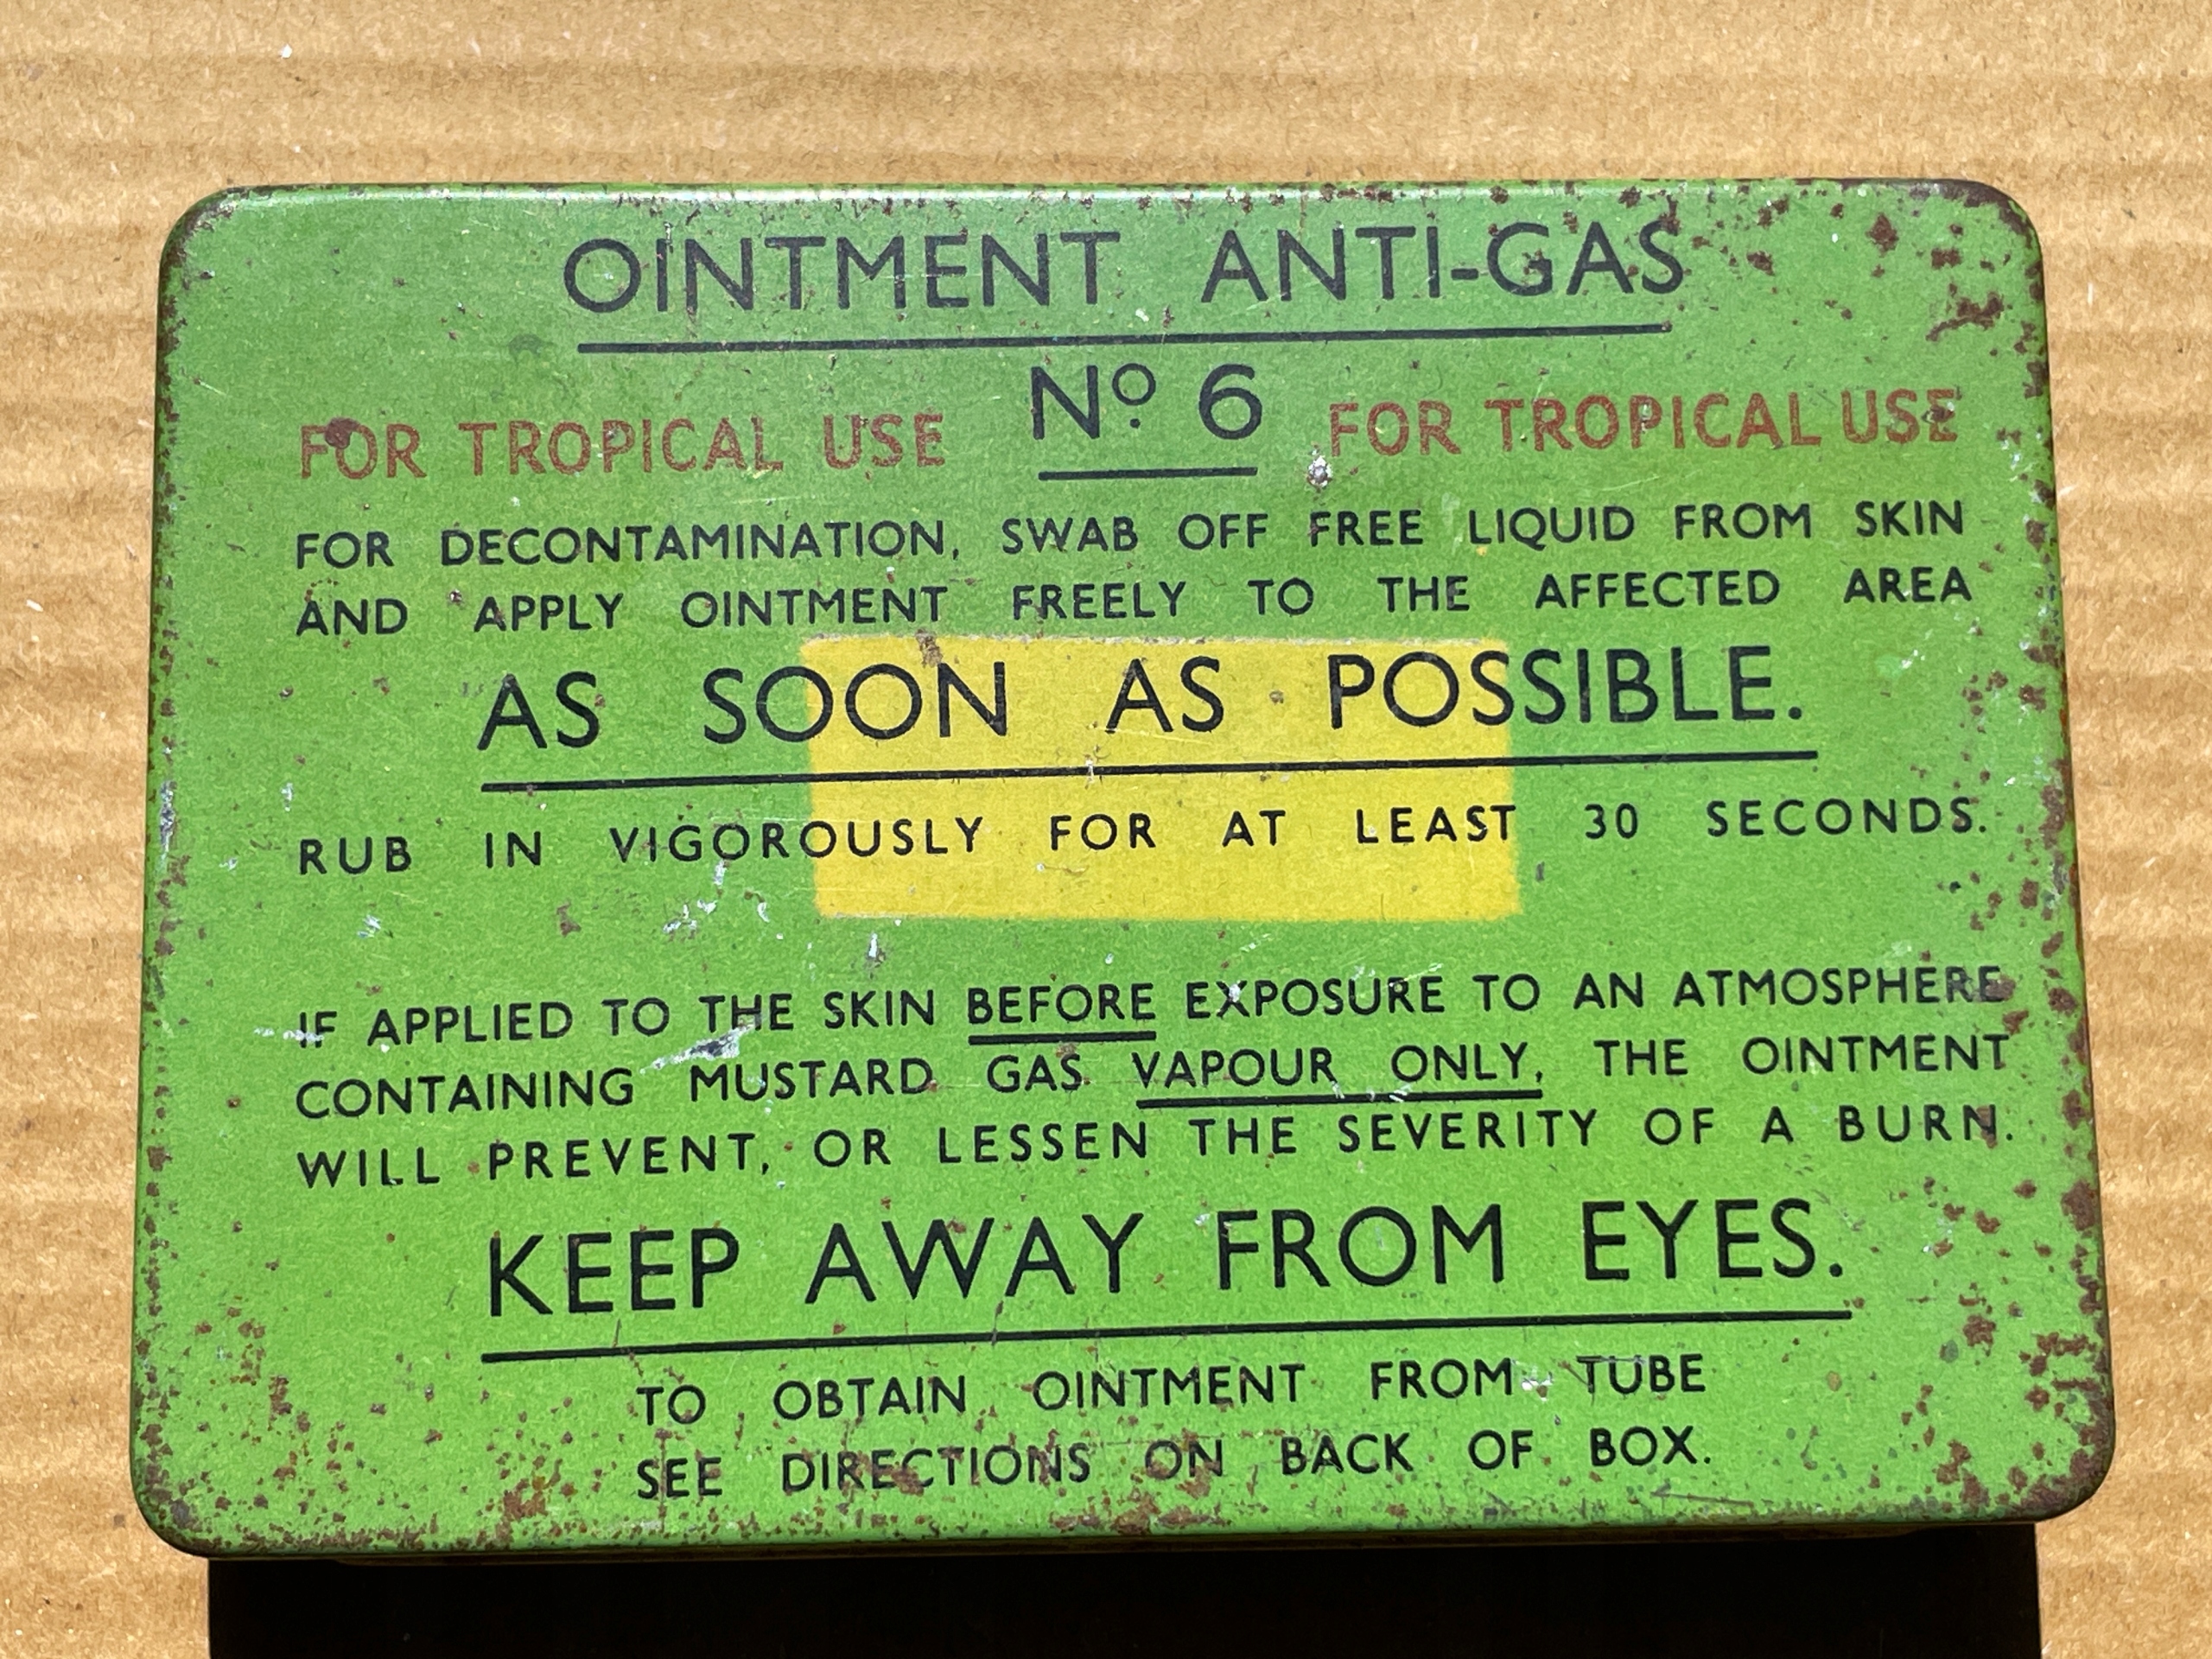 OINTMENT ANTI-GAS
Nº 6
FOR TROPICAL USE FOR TROPICAL USE
FOR DECONTAMINATION, SWAB OFF FREE LIQUID FROM SKIN
AND APPLY OINTMENT FREELY TO THE AFFECTED AREA
AS SOON AS POSSIBLE.
RUB IN VIGOROUSLY FOR AT LEAST 30 SECONDS.
IF APPLIED TO THE SKIN BEFORE EXPOSURE TO AN ATMOSPHERE
CONTAINING MUSTARD GAS VAPOUR ONLY, THE OINTMENT
WILL PREVENT, OR LESSEN THE SEVERITY OF A BURN.
KEEP AWAY FROM EYES.
TO OBTAIN OINTMENT FROM TUBE
SEE DIRECTIONS ON BACK OF BOX.